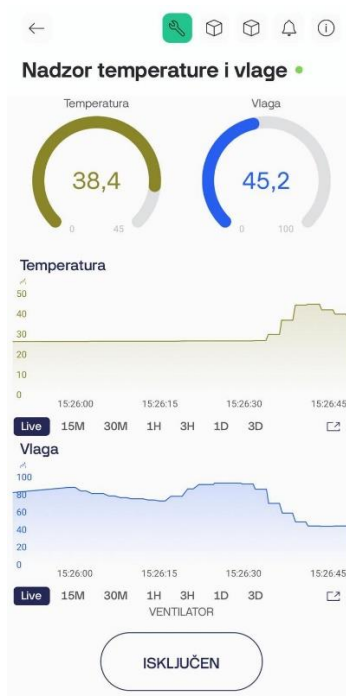 Nadzor temperature i vlage
Temperatura Vlaga
38,4 45,2
0 45 0 100
Temperatura
50
40
30
20
10
0
15:26:00 15:26:15 15:26:30 15:26:45
Live 15M 30M 1H 3H 1D 3D
Vlaga
100
80
60
40
20
0
15:26:00 15:26:15 15:26:30 15:26:45
Live 15M 30M 1H 3H 1D 3D
VENTILATOR
ISKLJUČEN